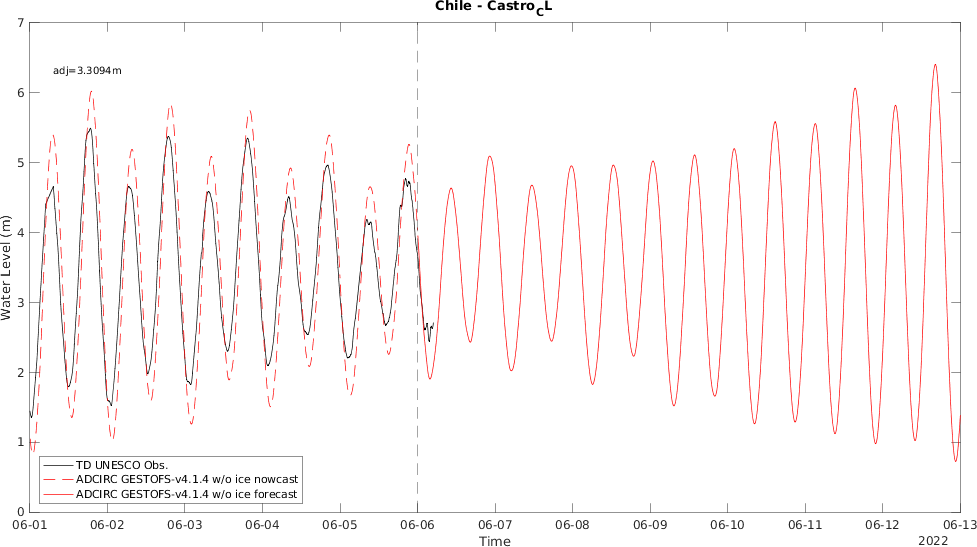 Chile - Castro_CL
7
adj=3.3094m
6
5
4
Water Level (m)
3
2
1
TD UNESCO Obs.
ADCIRC GESTOFS-v4.1.4 w/o ice nowcast
ADCIRC GESTOFS-v4.1.4 w/o ice forecast
0
06-01 06-02 06-03 06-04 06-05 06-06 06-07 06-08 06-09 06-10 06-11 06-12 06-13
Time
2022